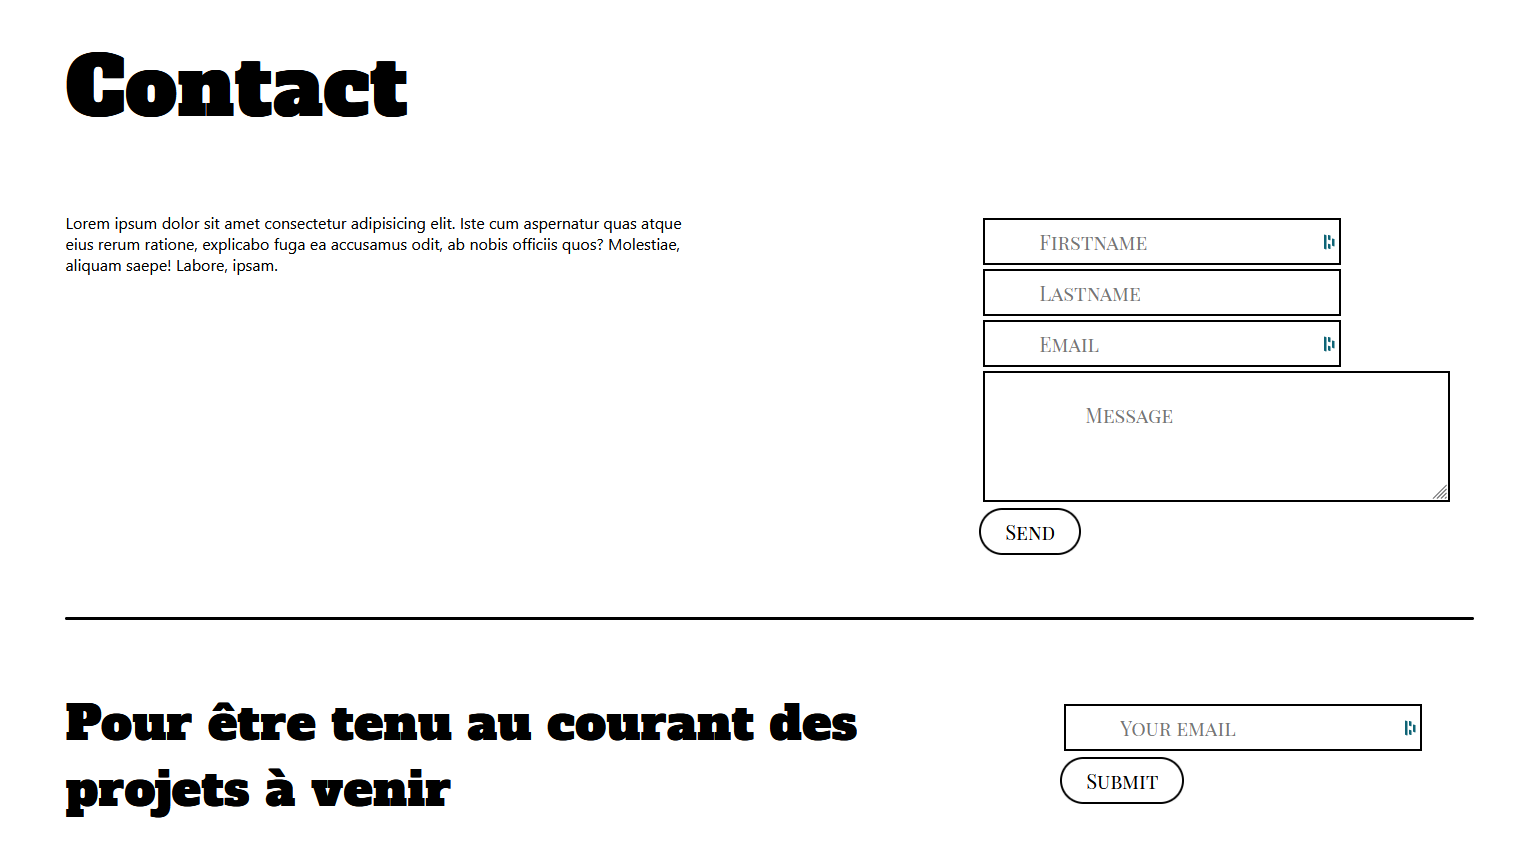 Contact
Lorem ipsum dolor sit amet consectetur adipisicing elit. Iste cum aspernatur quas atque
eius rerum ratione, explicabo fuga ea accusamus odit, ab nobis officiis quos? Molestiae,
aliquam saepe! Labore, ipsam.
Firstname
Lastname
Email
Message
Send
Pour être tenu au courant des
projets à venir
Your email
Submit